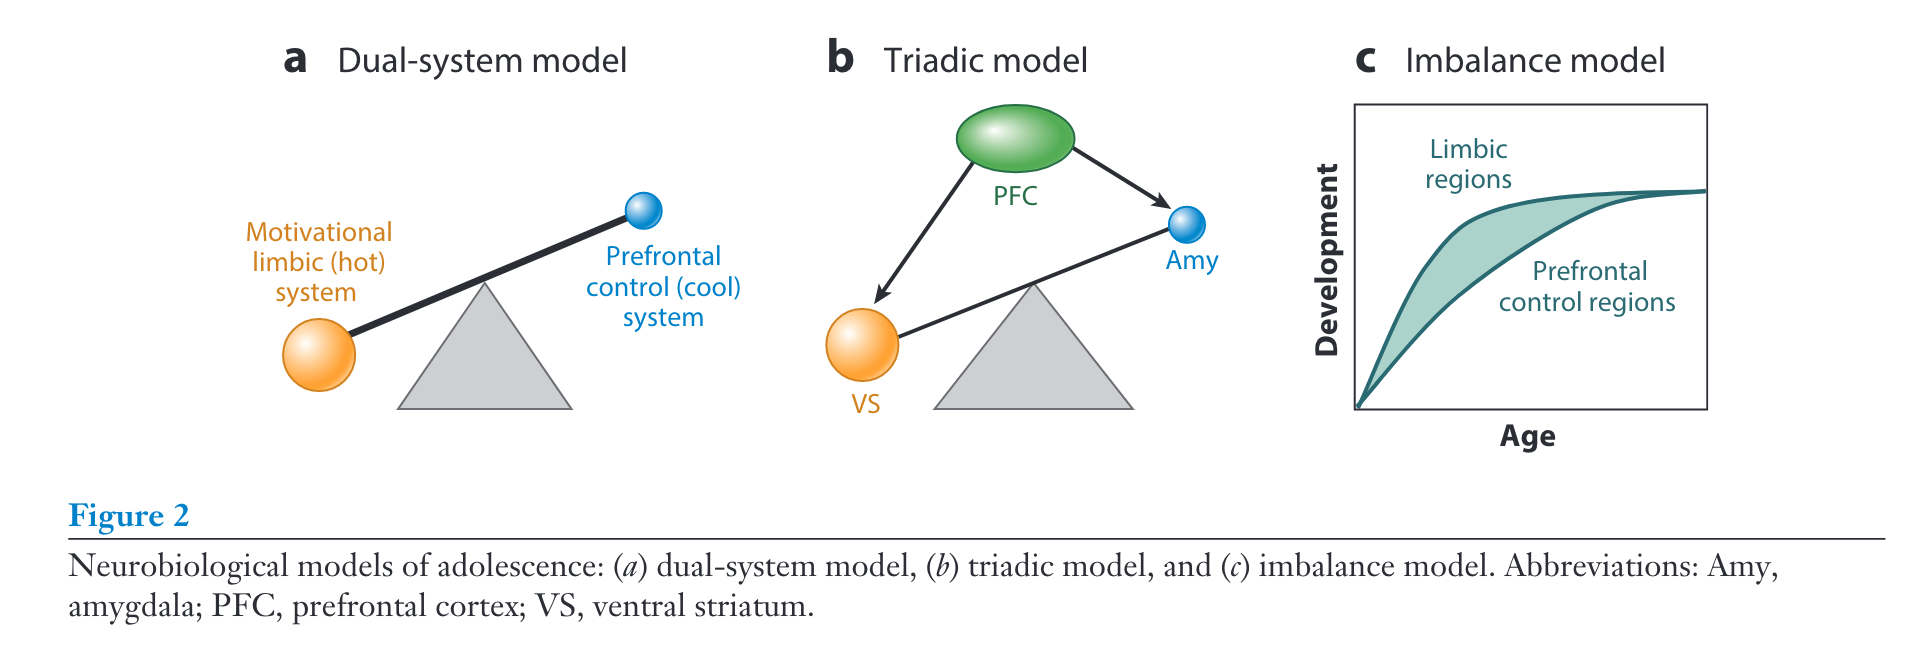 a Dual-system model
Motivational
limbic (hot)
system
Prefrontal
control (cool)
system
b Triadic model
PFC
Amy
VS
c Imbalance model
Limbic
regions
Prefrontal
control regions
Development
Age
Figure 2
Neurobiological models of adolescence: (a) dual-system model, (b) triadic model, and (c) imbalance model. Abbreviations: Amy,
amygdala; PFC, prefrontal cortex; VS, ventral striatum.